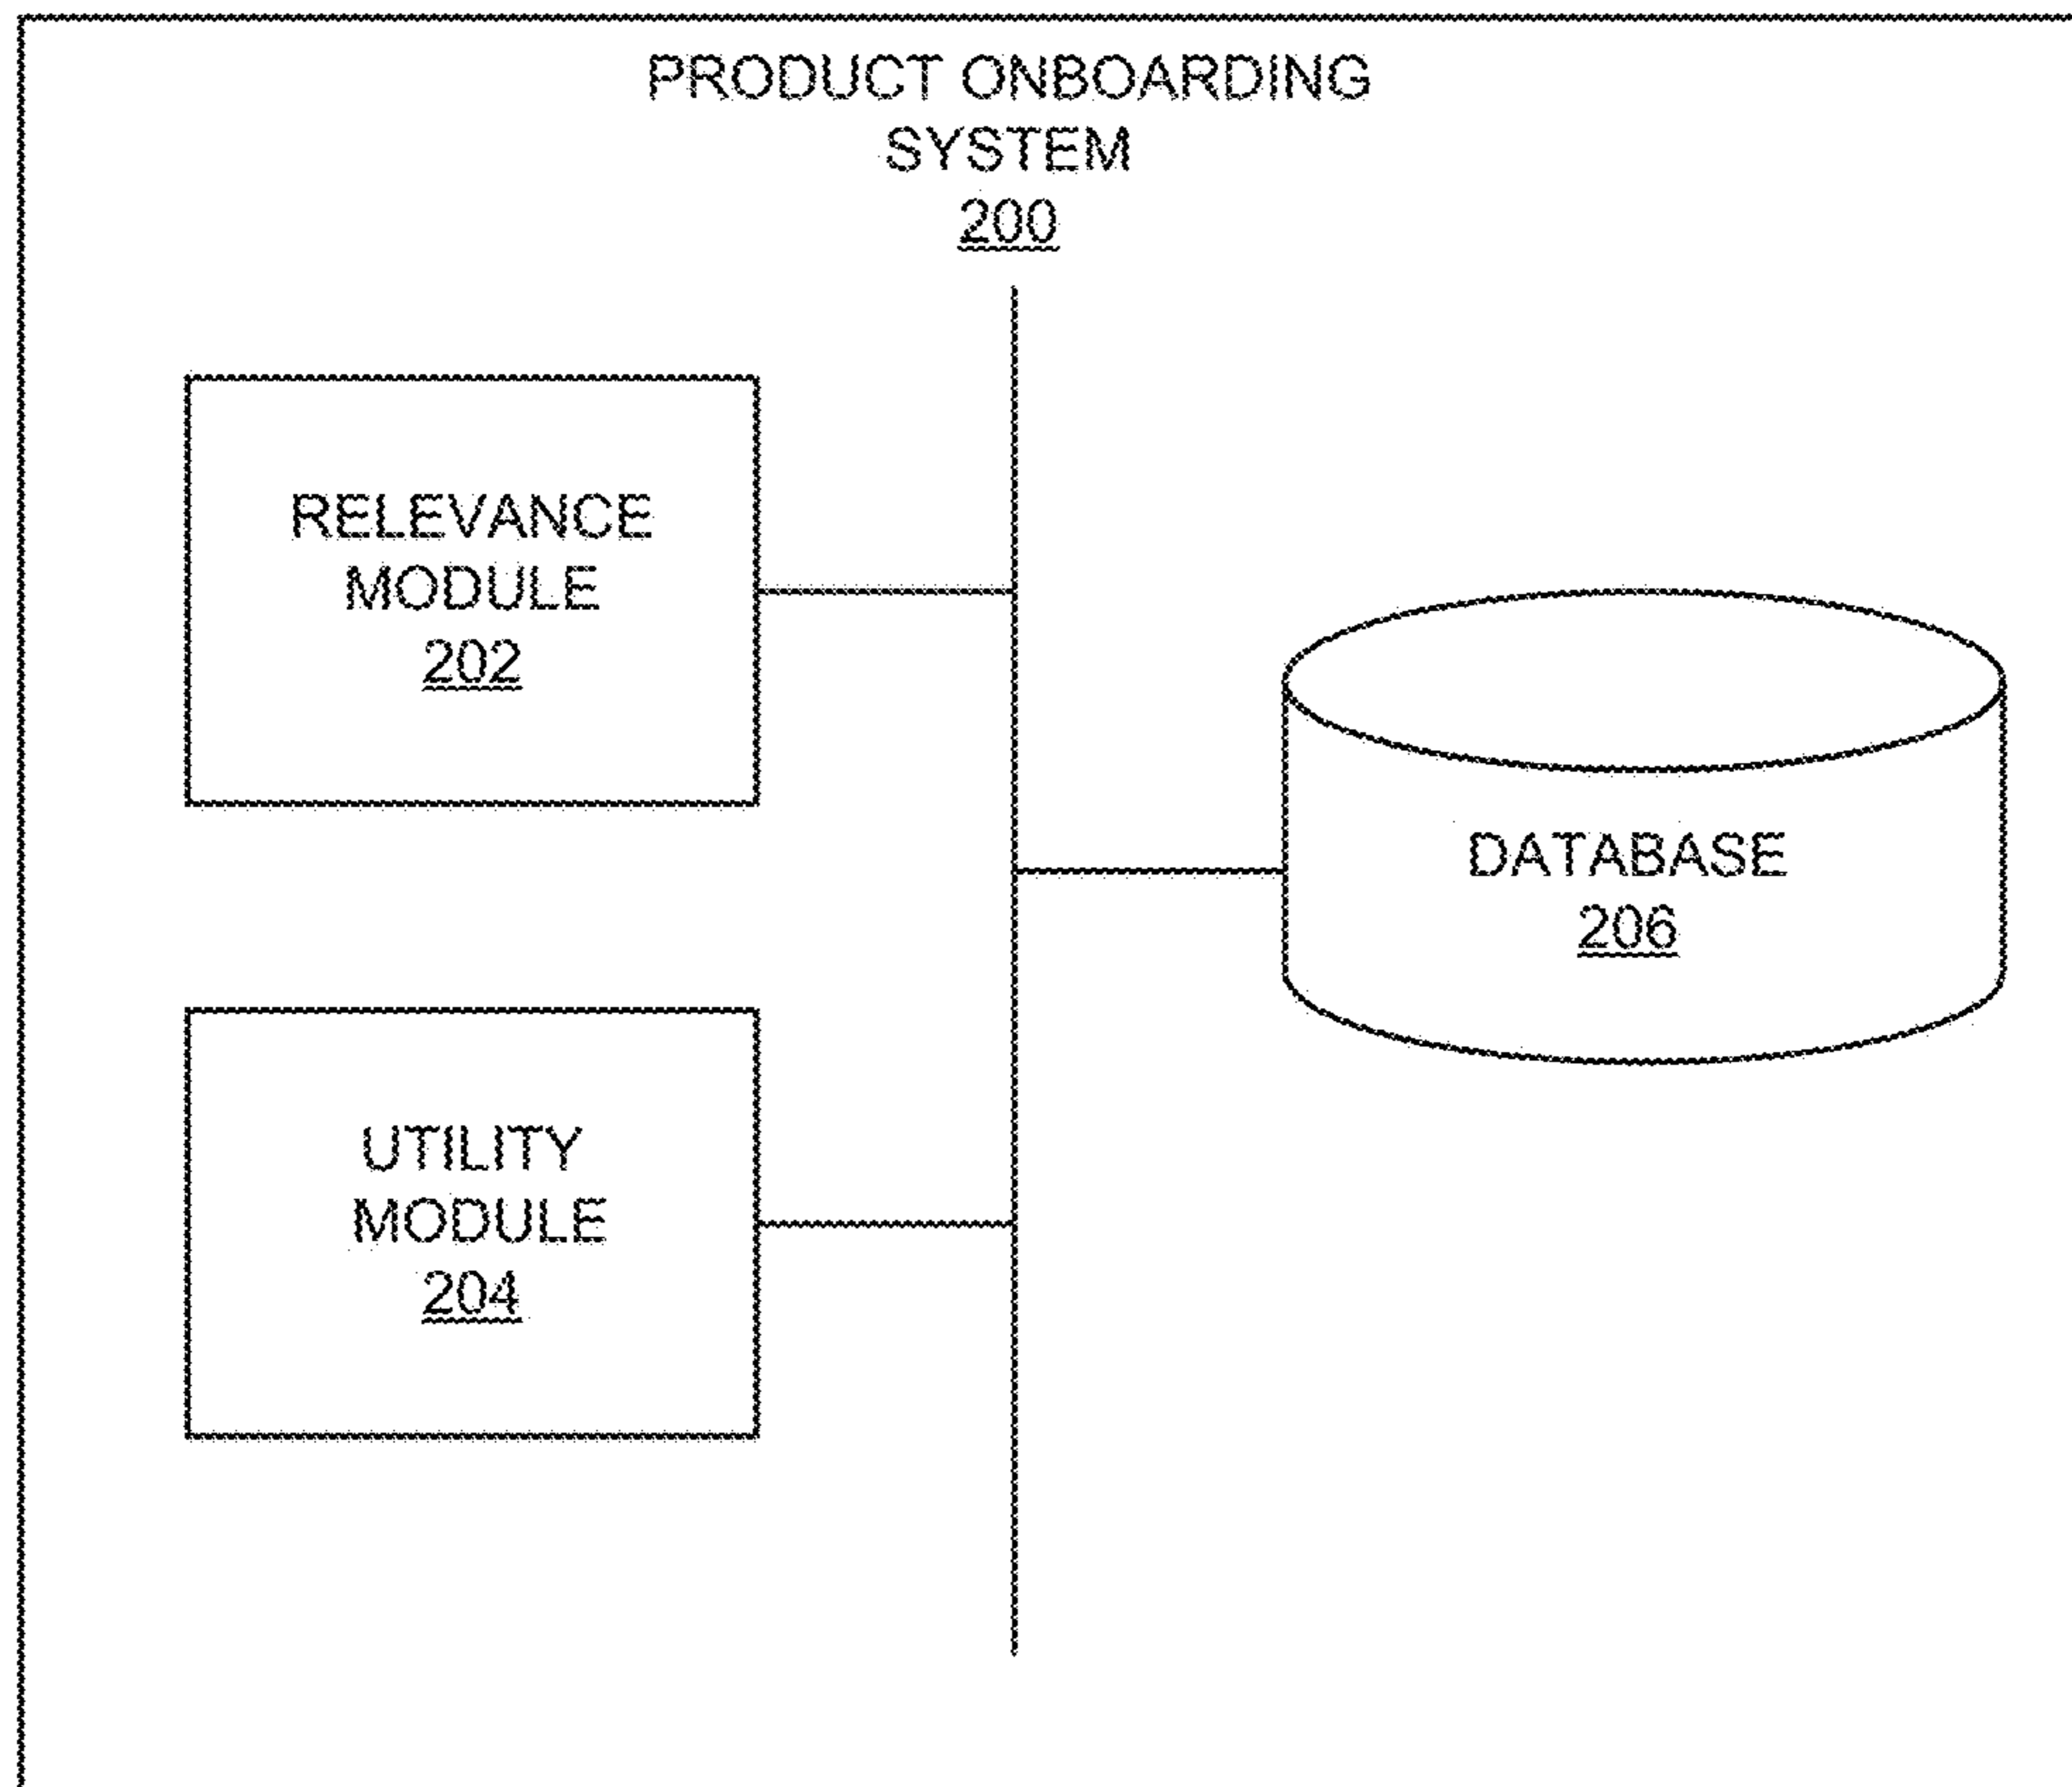 PRODUCT ONBOARDING
SYSTEM
200
RELEVANCE
MODULE
202
DATABASE
206
UTILITY
MODULE
204